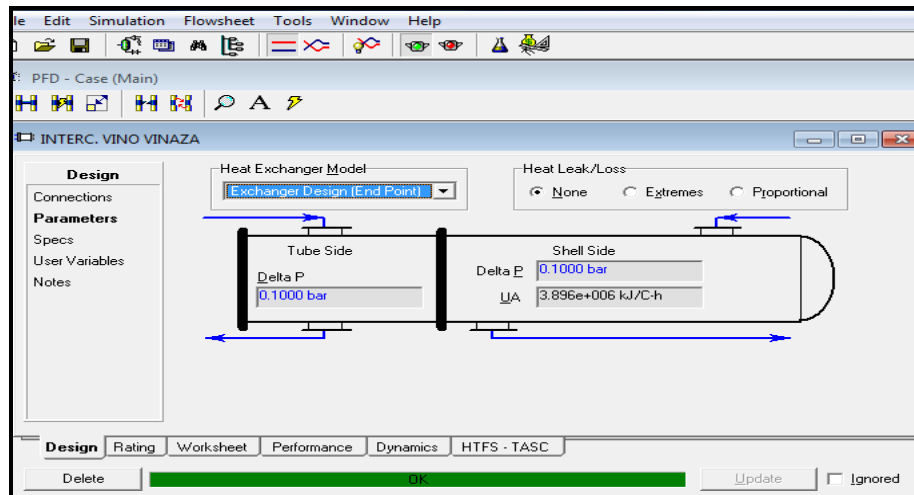 le Edit Simulation Flowsheet Tools Window Help
A
PFD - Case (Main)
A
INTERC. VINO VINAZA
Design
Connections
Parameters
Specs
User Variables
Notes
Heat Exchanger Model
Exchanger Design (End Point)
Heat Leak/Loss
None Extremes Proportional
Tube Side
Delta P
0.1000 bar
Shell Side
Delta P 0.1000 bar
UA 3.896e+006 kJ/C-h
Design Rating Worksheet Performance Dynamics HTFS - TASC
Delete OK Update Ignored